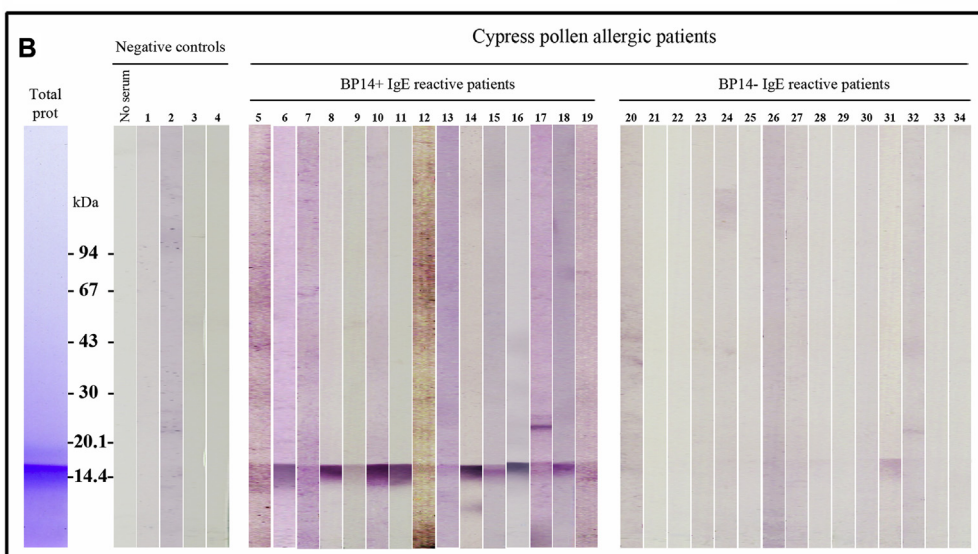 B
Cypress pollen allergic patients
Negative controls
BP14+ IgE reactive patients
BP14- IgE reactive patients
Total
prot
No serum
1 2 3 4
5 6 7 8 9 10 11 12 13 14 15 16 17 18 19
20 21 22 23 24 25 26 27 28 29 30 31 32 33 34
kDa
- 94 -
- 67 -
- 43 -
- 30 -
-20.1-
-14.4-